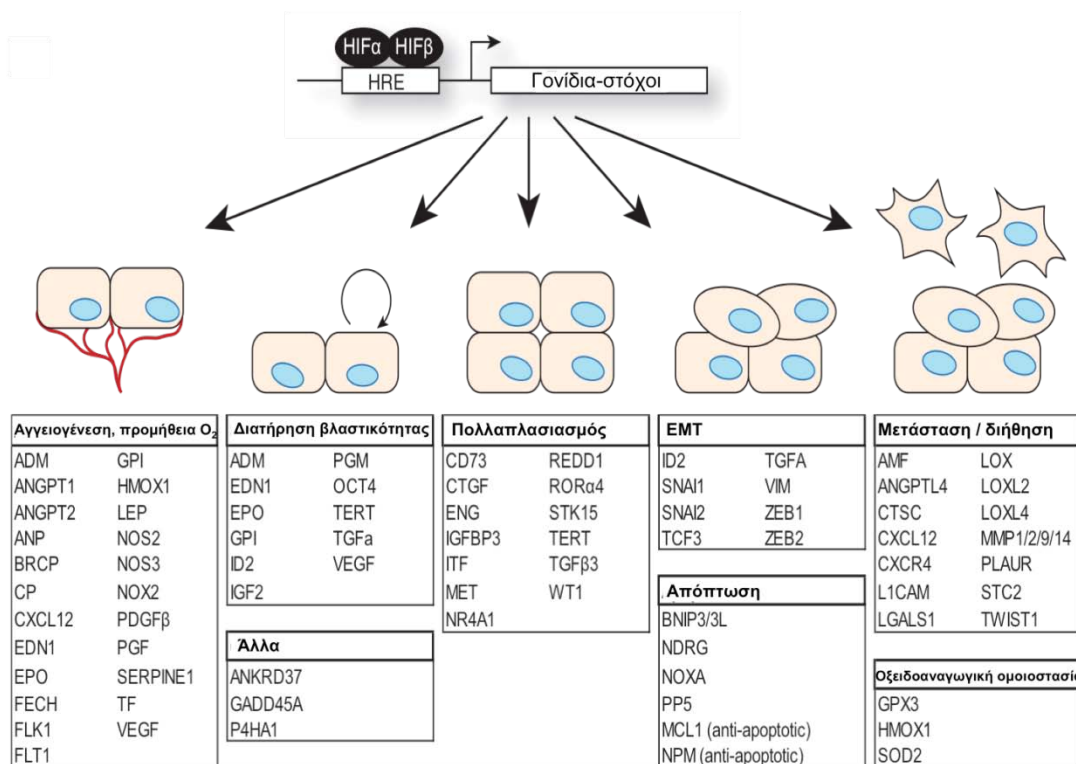 HIFα HIFβ
HRE
Γονίδια-στόχοι
Αγγειογένεση, προμήθεια O₂
ADM GPI
ANGPT1 HMOX1
ANGPT2 LEP
ANP NOS2
BRCP NOS3
CP NOX2
CXCL12 PDGFβ
EDN1 PGF
EPO SERPINE1
FECH TF
FLK1 VEGF
FLT1
Διατήρηση βλαστικότητας
ADM PGM
EDN1 OCT4
EPO TERT
GPI TGFa
ID2 VEGF
IGF2
Άλλα
ANKRD37
GADD45A
P4HA1
Πολλαπλασιασμός
CD73 REDD1
CTGF RORα4
ENG STK15
IGFBP3 TERT
ITF TGFβ3
MET WT1
NR4A1
EMT
ID2 TGFA
SNAI1 VIM
SNAI2 ZEB1
TCF3 ZEB2
Απόπτωση
BNIP3/3L
NDRG
NOXA
PP5
MCL1 (anti-apoptotic)
NPM (anti-apoptotic)
Μετάσταση / διήθηση
AMF LOX
ANGPTL4 LOXL2
CTSC LOXL4
CXCL12 MMP1/2/9/14
CXCR4 PLAUR
L1CAM STC2
LGALS1 TWIST1
Οξειδοαναγωγική ομοιοστασί
GPX3
HMOX1
SOD2